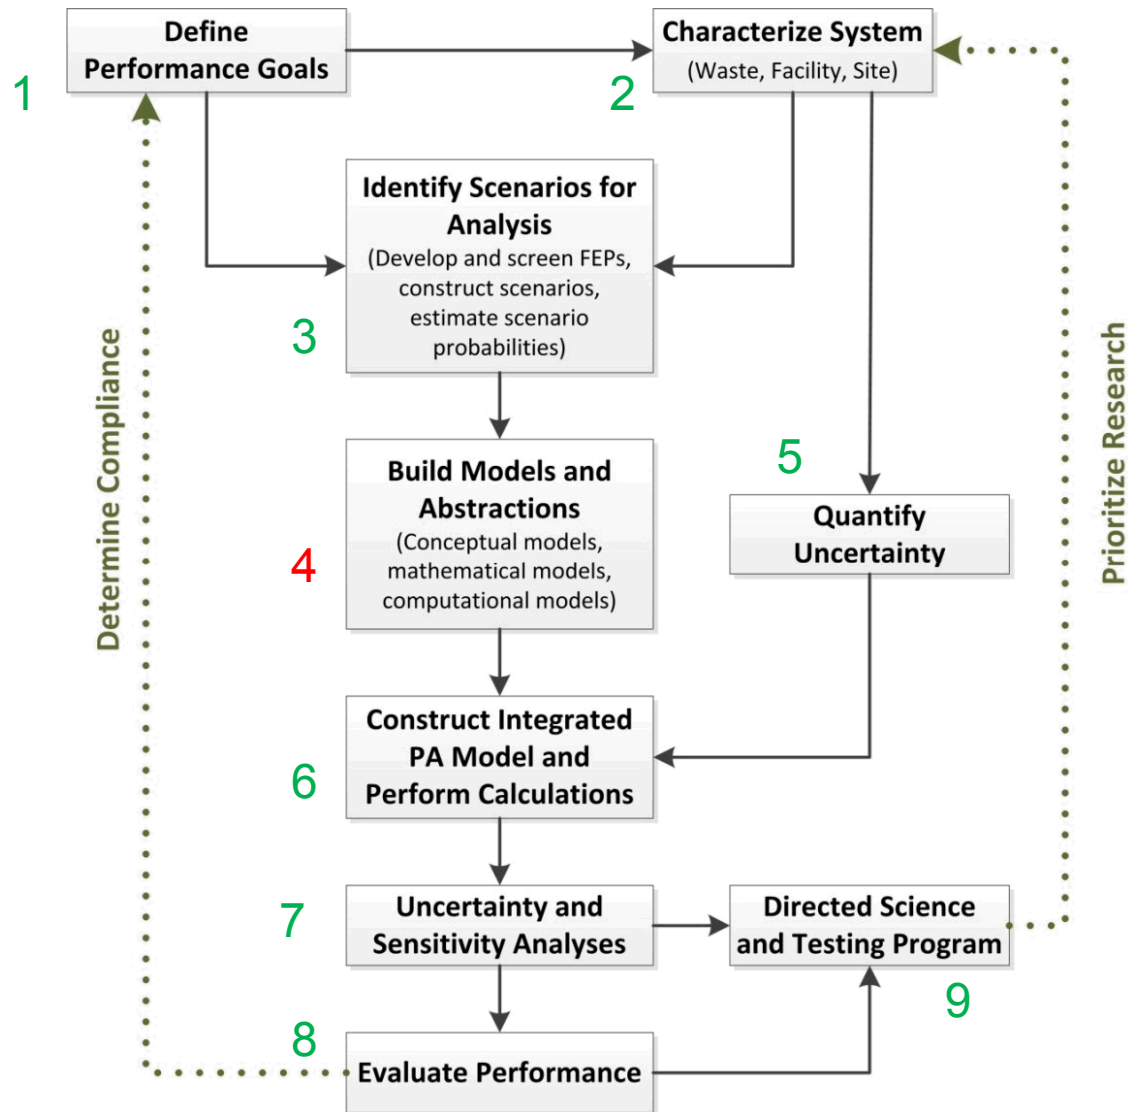 Define
Performance Goals
1
Characterize System
(Waste, Facility, Site)
2
Identify Scenarios for
Analysis
(Develop and screen FEPs,
construct scenarios,
estimate scenario
probabilities)
3
Build Models and
Abstractions
(Conceptual models,
mathematical models,
computational models)
4
5
Quantify
Uncertainty
Construct Integrated
PA Model and
Perform Calculations
6
7
Uncertainty and
Sensitivity Analyses
Directed Science
and Testing Program
9
8
Evaluate Performance
Determine Compliance
Prioritize Research